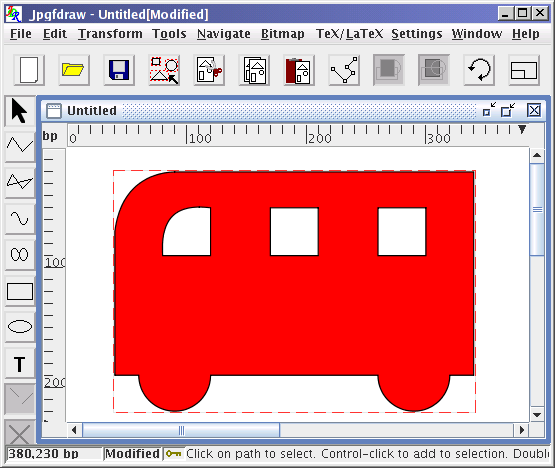 Jpgfdraw - Untitled[Modified]
File Edit Transform Tools Navigate Bitmap TeX/LaTeX Settings Window Help
Untitled
bp 0 100 200 300
100
T
200
380,230 bp Modified Click on path to select. Control-click to add to selection. Doubl